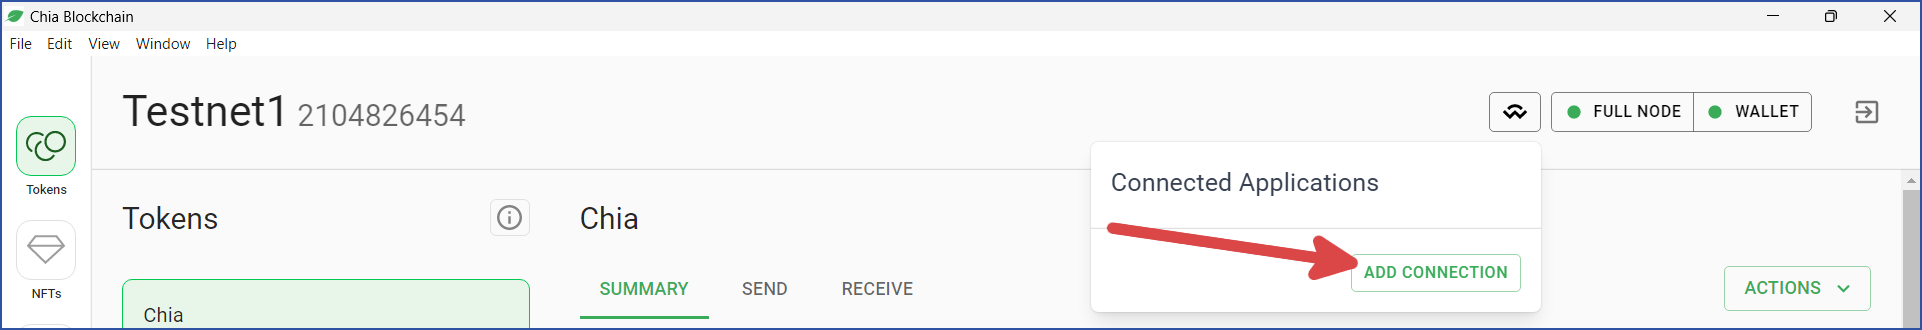 Chia Blockchain
File Edit View Window Help
Testnet1 2104826454
FULL NODE
WALLET
Connected Applications
ADD CONNECTION
Tokens
NFTs
Tokens
Chia
Chia
SUMMARY SEND RECEIVE
ACTIONS